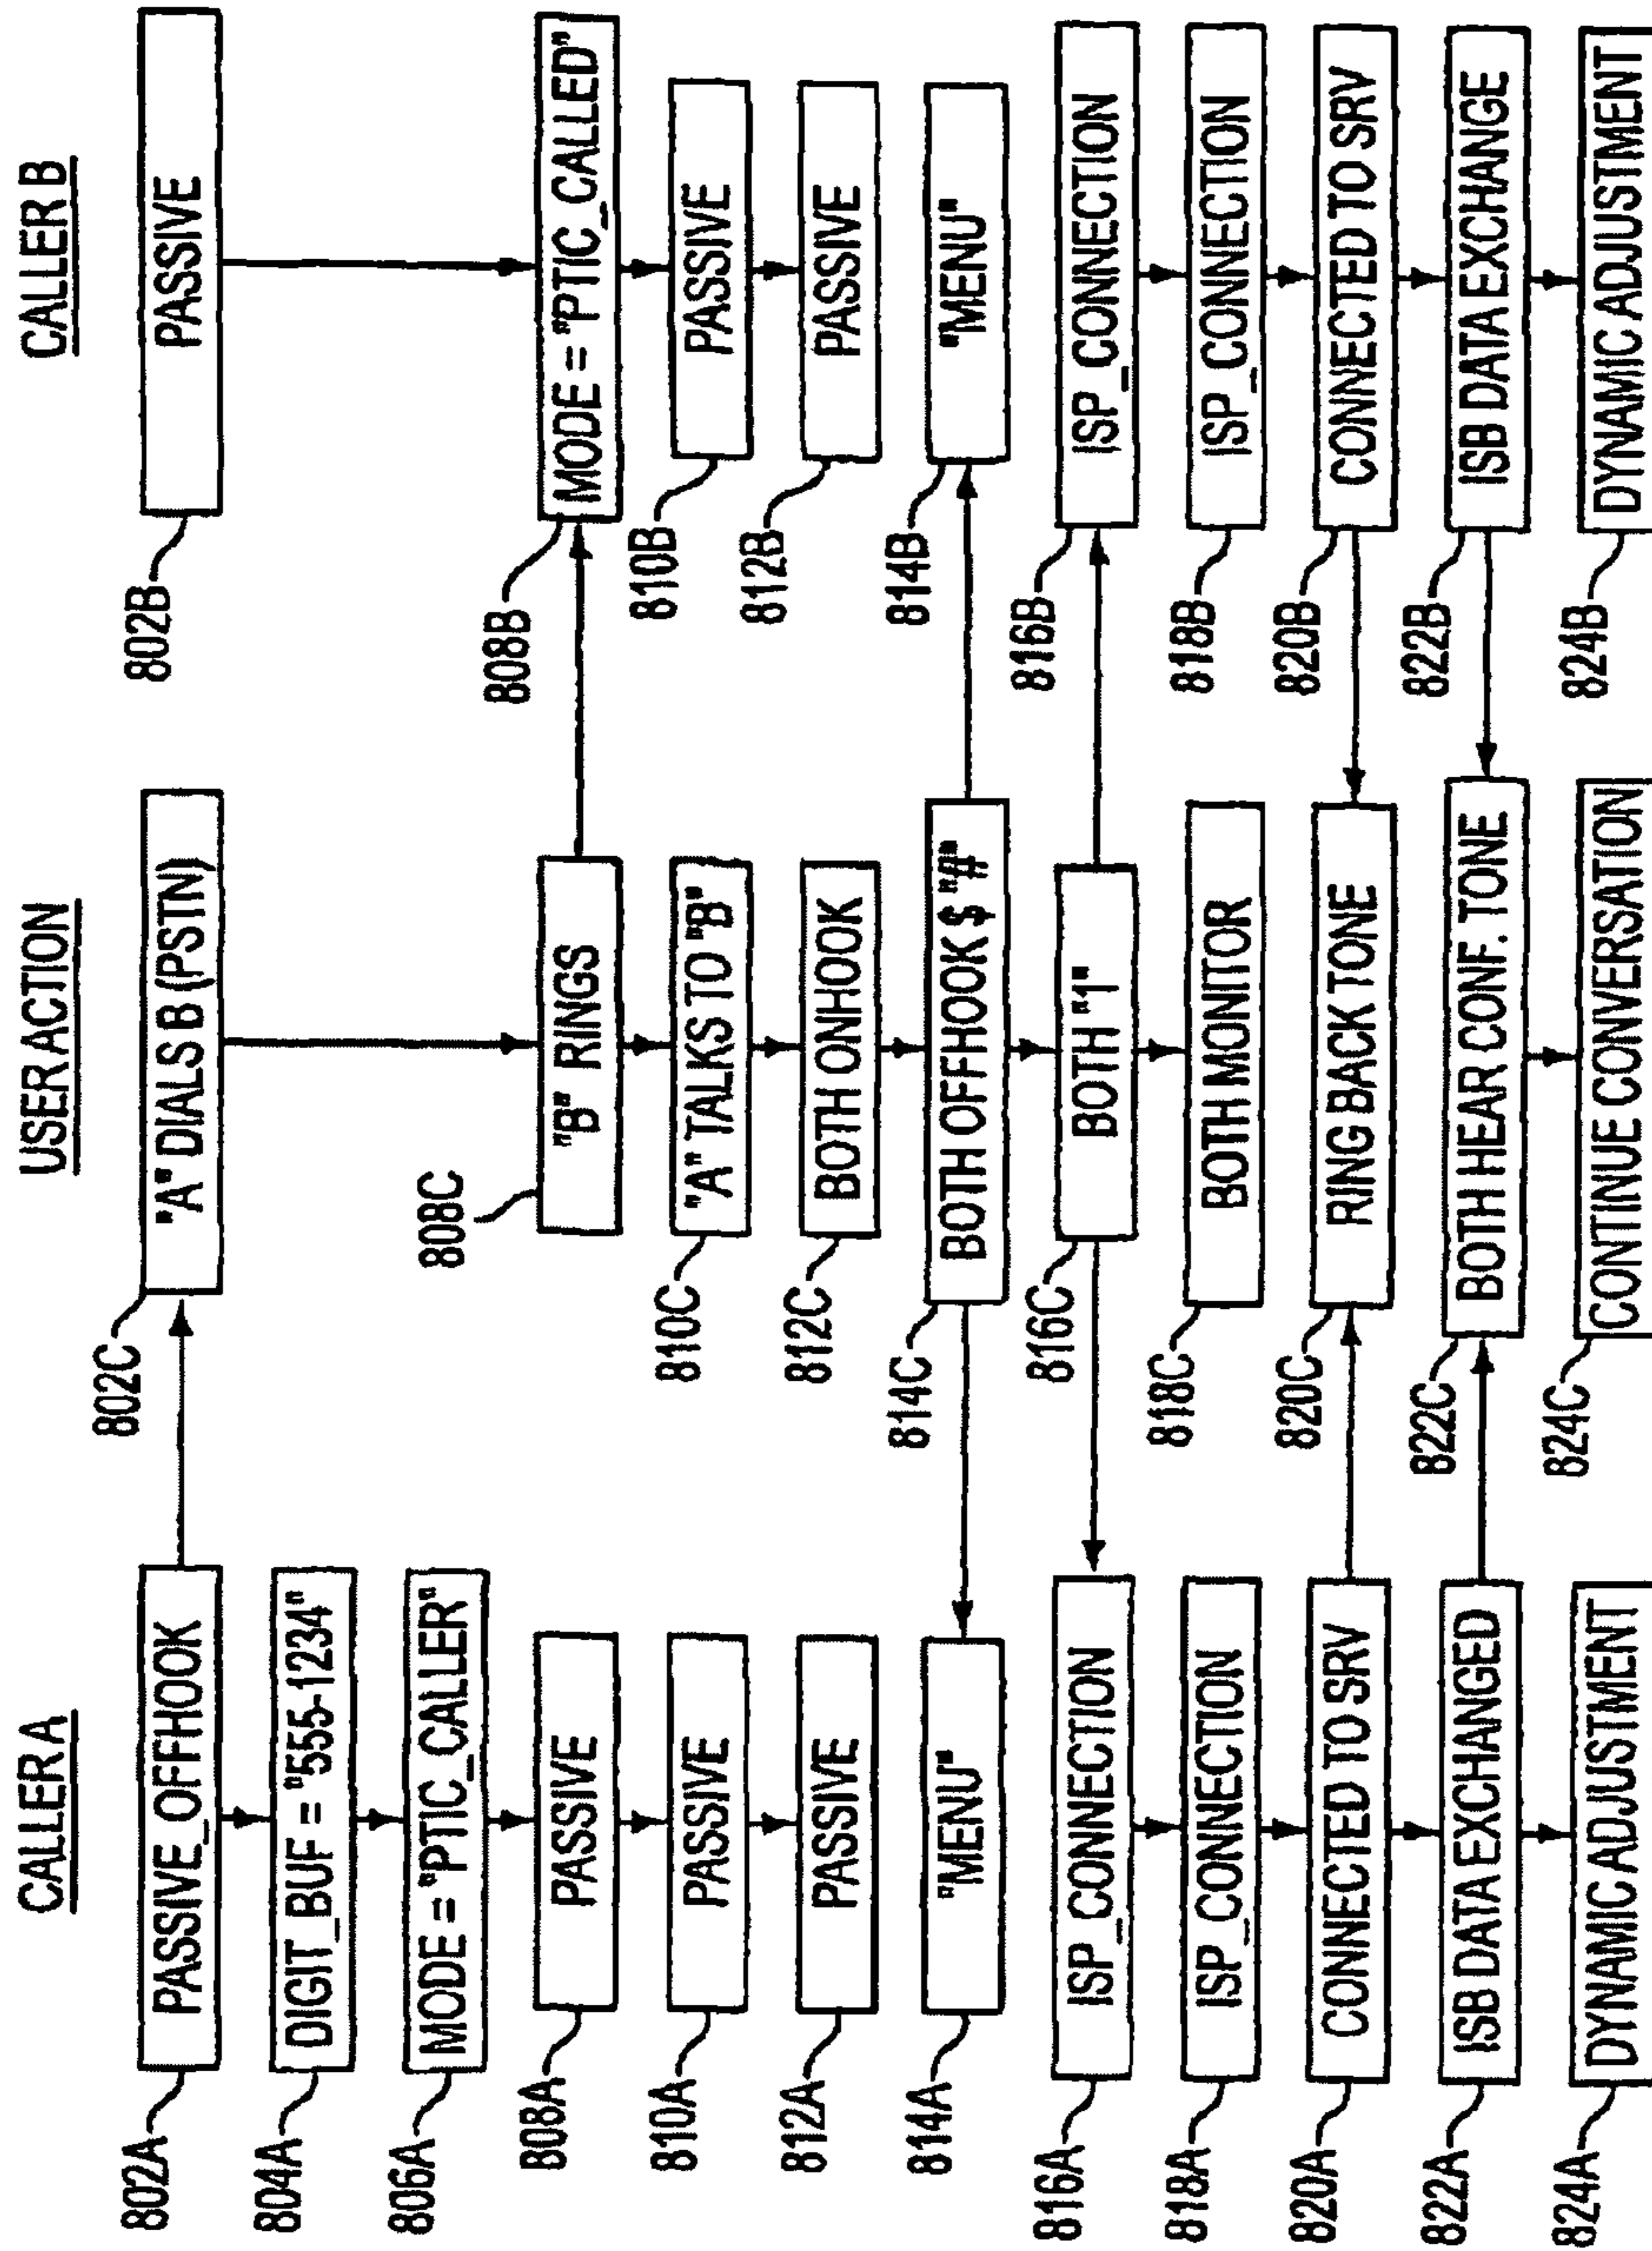 CALLER A
USER ACTION
CALLER B
802A
PASSIVE_OFFHOOK
802C
"A" DIALS B (PSTN)
802B
PASSIVE
804A
DIGIT_BUF = "555-1234"
806A
MODE = "PTIC_CALLER"
808A
PASSIVE
808C
"B" RINGS
808B
MODE = "PTIC_CALLED"
810A
PASSIVE
810C
"A" TALKS TO "B"
810B
PASSIVE
812A
PASSIVE
812C
BOTH ONHOOK
812B
PASSIVE
814A
"MENU"
814C
BOTH OFFHOOK $ "#"
814B
"MENU"
816A
ISP_CONNECTION
816C
BOTH "1"
816B
ISP_CONNECTION
818A
ISP_CONNECTION
818C
BOTH MONITOR
818B
ISP_CONNECTION
820A
CONNECTED TO SRV
820C
RING BACK TONE
820B
CONNECTED TO SRV
822A
ISB DATA EXCHANGED
822C
BOTH HEAR CONF. TONE
822B
ISB DATA EXCHANGE
824A
DYNAMIC ADJUSTMENT
824C
CONTINUE CONVERSATION
824B
DYNAMIC ADJUSTMENT